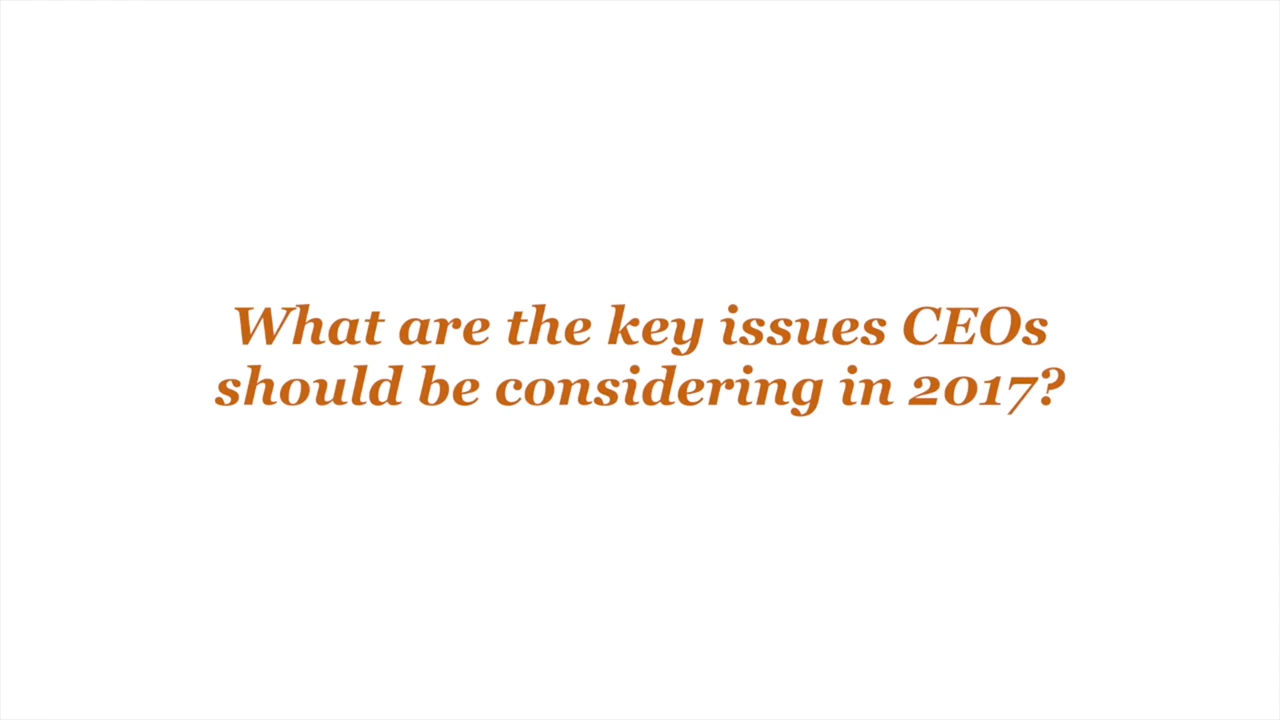 What are the key issues CEOs
should be considering in 2017?